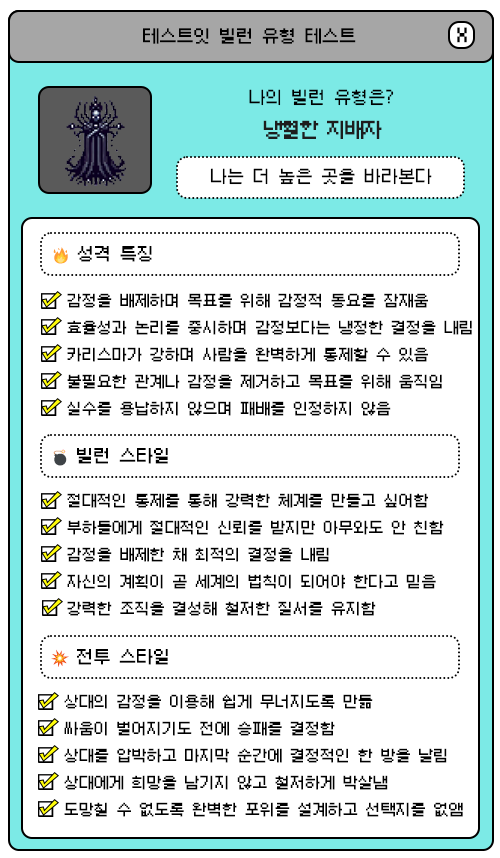 테스트잇 빌런 유형 테스트
X
나의 빌런 유형은?
냉혈한 지배자
나는 더 높은 곳을 바라본다
성격 특징
감정을 배제하며 목표를 위해 감정적 동요를 잠재움
효율성과 논리를 중시하며 감정보다는 냉정한 결정을 내림
카리스마가 강하며 사람을 완벽하게 통제할 수 있음
불필요한 관계나 감정을 제거하고 목표를 위해 움직임
실수를 용납하지 않으며 패배를 인정하지 않음
빌런 스타일
절대적인 통제를 통해 강력한 체계를 만들고 싶어함
부하들에게 절대적인 신뢰를 받지만 아무와도 안 친함
감정을 배제한 채 최적의 결정을 내림
자신의 계획이 곧 세계의 법칙이 되어야 한다고 믿음
강력한 조직을 결성해 철저한 질서를 유지함
전투 스타일
상대의 감정을 이용해 쉽게 무너지도록 만듦
싸움이 벌어지기도 전에 승패를 결정함
상대를 압박하고 마지막 순간에 결정적인 한 방을 날림
상대에게 희망을 남기지 않고 철저하게 박살냄
도망칠 수 없도록 완벽한 포위를 설계하고 선택지를 없앰